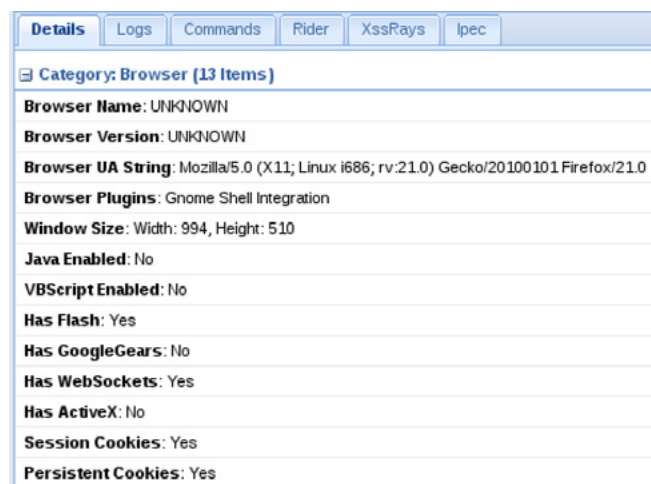 Details Logs Commands Rider XssRays Ipec
Category: Browser (13 Items)
Browser Name: UNKNOWN
Browser Version: UNKNOWN
Browser UA String: Mozilla/5.0 (X11; Linux i686; rv:21.0) Gecko/20100101 Firefox/21.0
Browser Plugins: Gnome Shell Integration
Window Size: Width: 994, Height: 510
Java Enabled: No
VBScript Enabled: No
Has Flash: Yes
Has GoogleGears: No
Has WebSockets: Yes
Has ActiveX: No
Session Cookies: Yes
Persistent Cookies: Yes